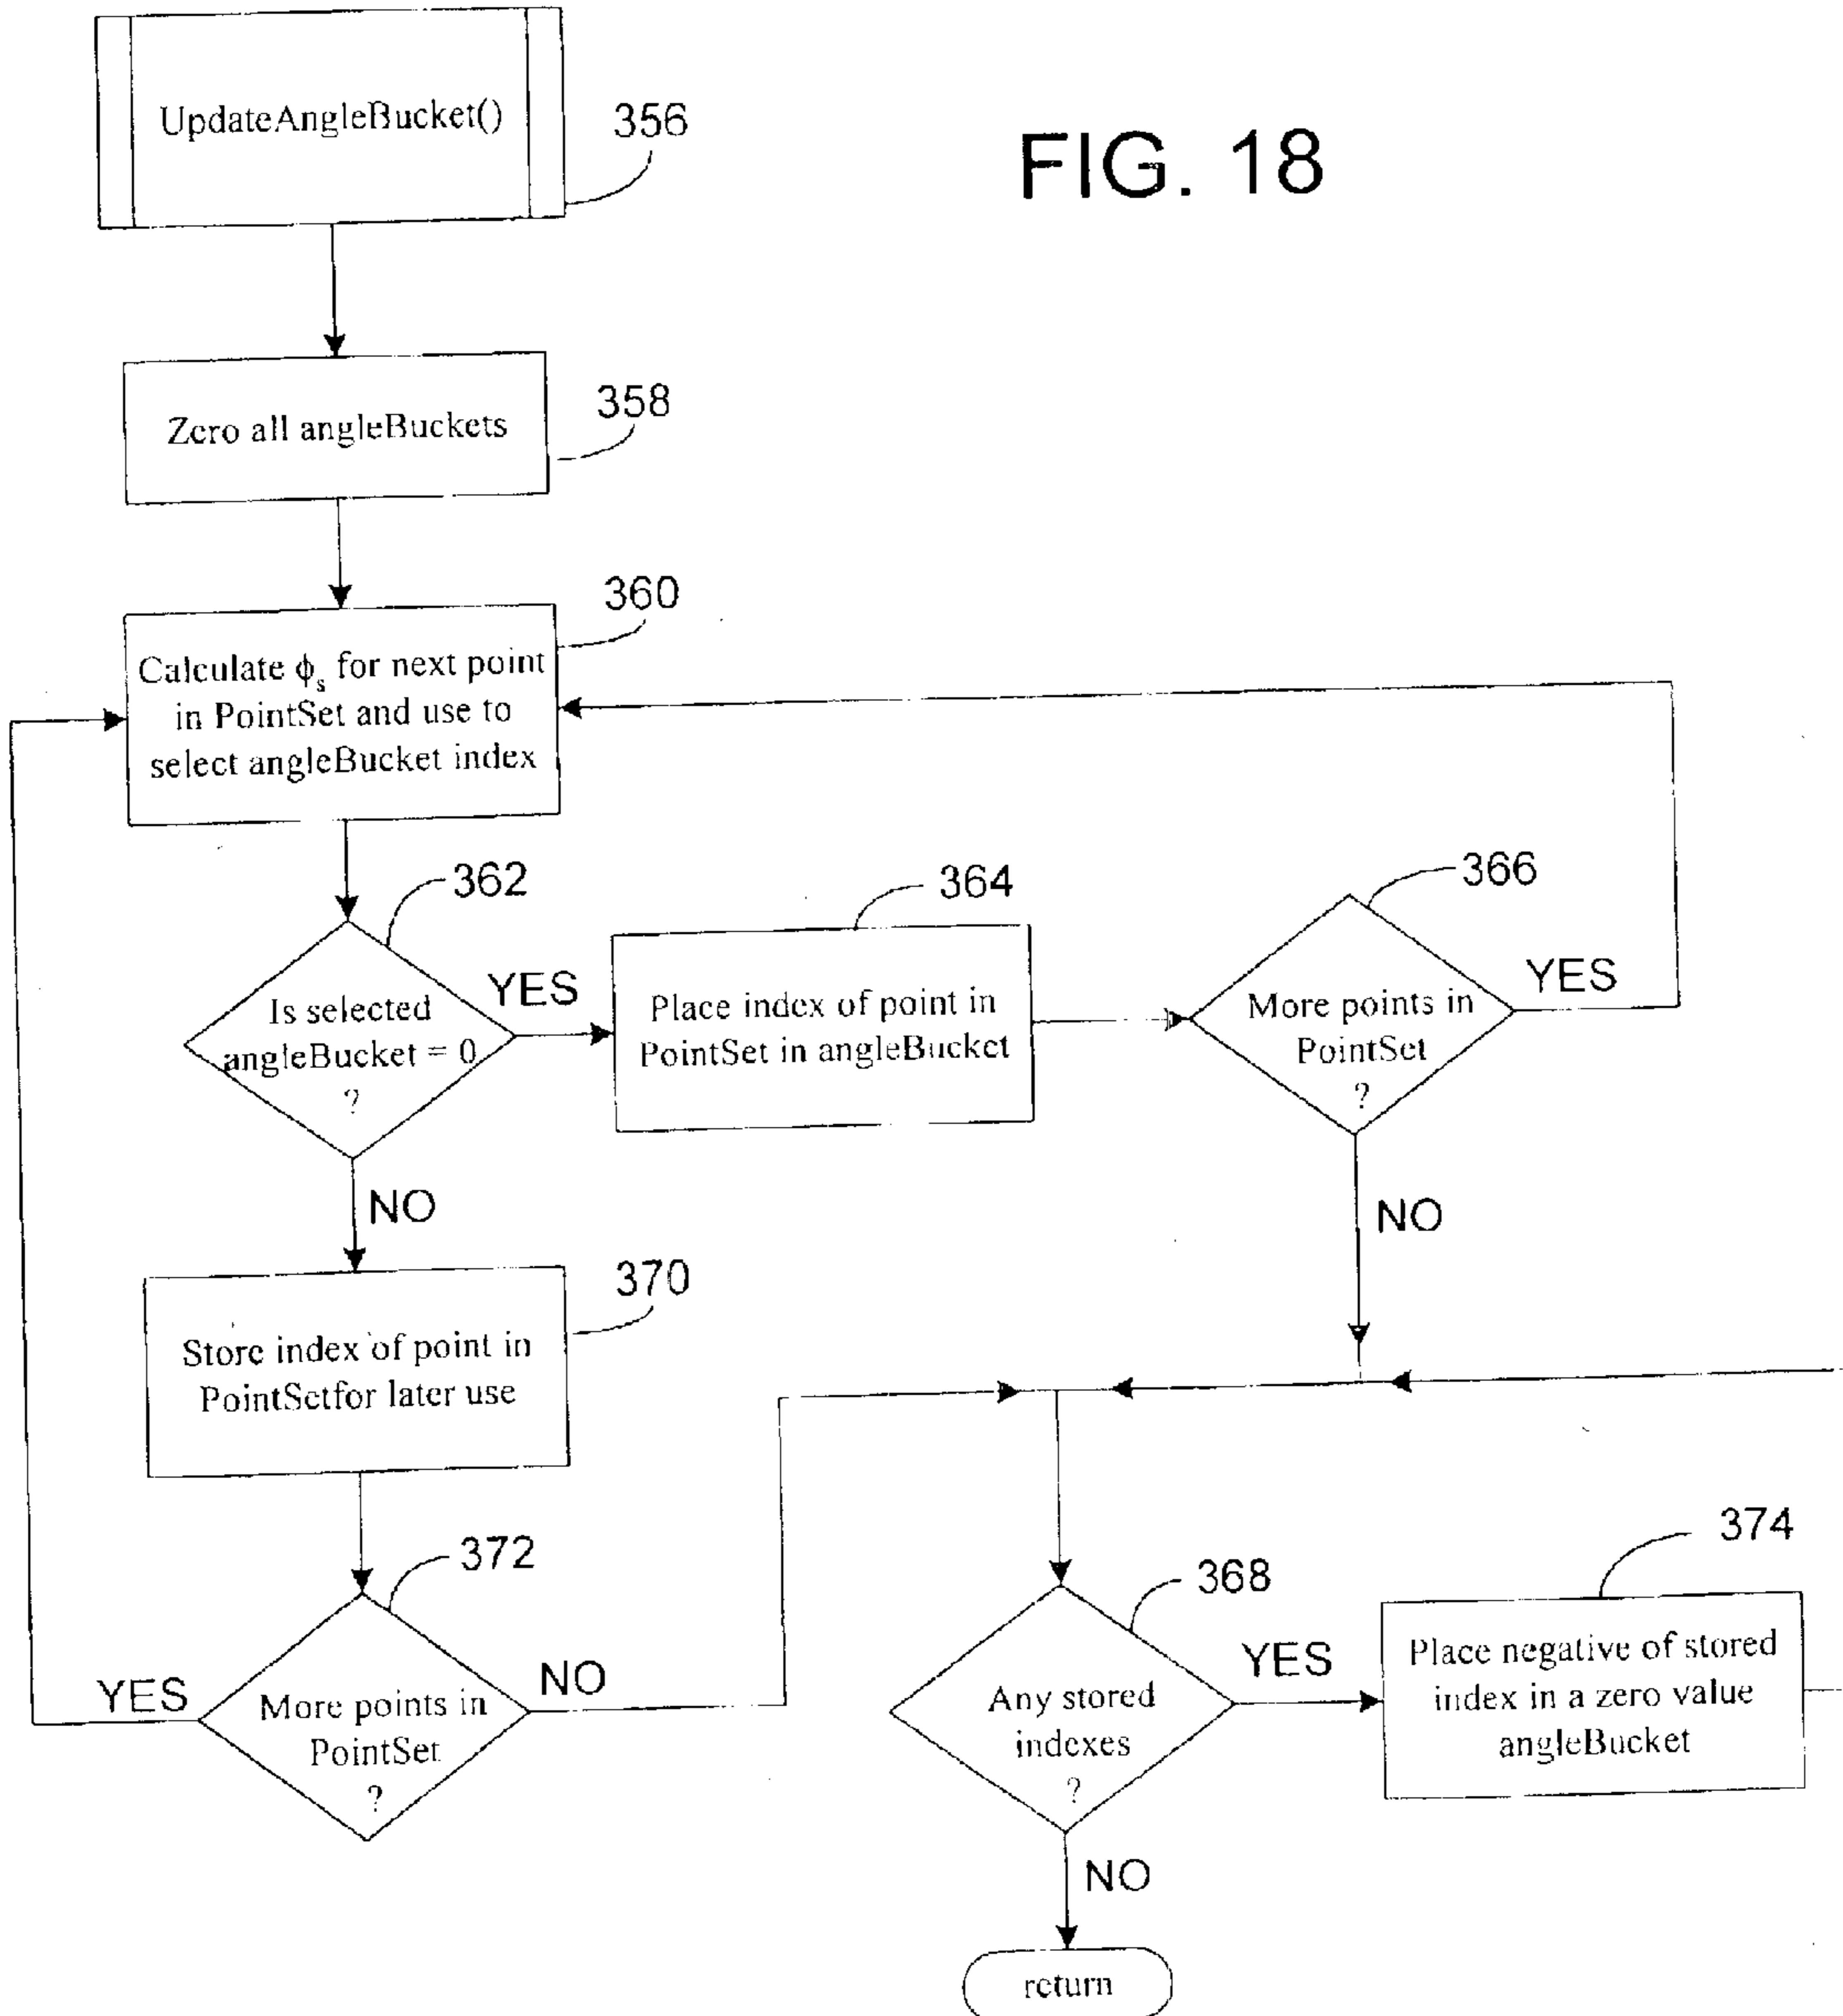 UpdateAngleBucket()
356
FIG. 18
Zero all angleBuckets
358
360
Calculate ϕs for next point
in PointSet and use to
select angleBucket index
362
Is selected
angleBucket = 0
?
YES
364
Place index of point in
PointSet in angleBucket
366
More points in
PointSet
?
YES
NO
NO
370
Store index of point in
PointSetfor later use
372
More points in
PointSet
?
YES
NO
368
Any stored
indexes
?
YES
374
Place negative of stored
index in a zero value
angleBucket
NO
return